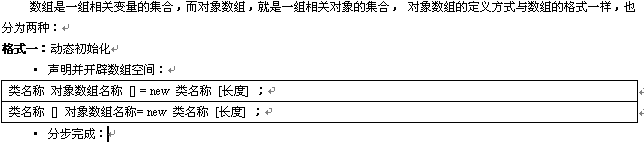 数组是一组相关变量的集合，而对象数组，就是一组相关对象的集合， 对象数组的定义方式与数组的格式一样，也
分为两种：
格式一：动态初始化
· 声明并开辟数组空间：
类名称 对象数组名称 [] = new 类名称 [长度] ；
类名称 [] 对象数组名称= new 类名称 [长度] ；
· 分步完成：